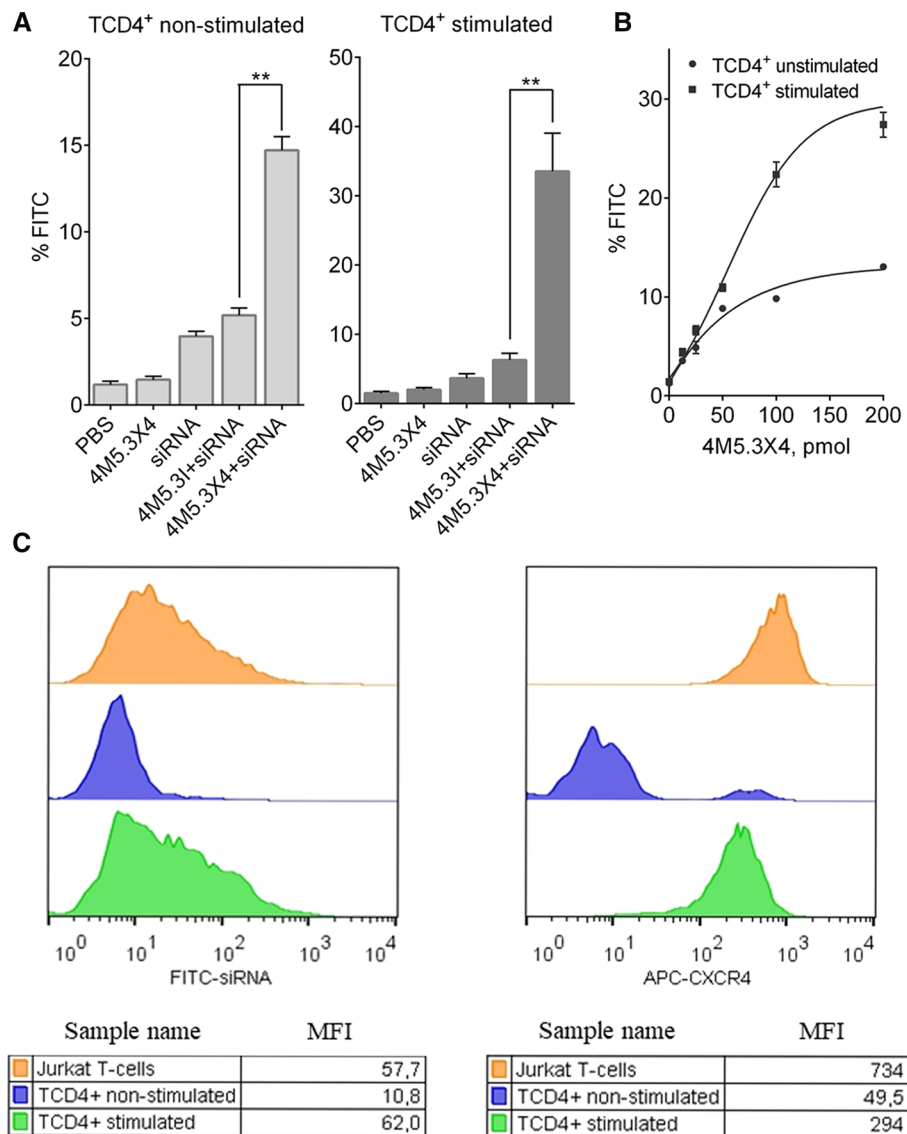 A
TCD4+ non-stimulated
TCD4+ stimulated
B
20
15
10
5
0
% FITC
**
PBS
4M5.3X4
siRNA
4M5.3I+siRNA
4M5.3X4+siRNA
50
40
30
20
10
0
**
PBS
4M5.3X4
siRNA
4M5.3I+siRNA
4M5.3X4+siRNA
TCD4+ unstimulated
TCD4+ stimulated
30
20
10
0
% FITC
0 50 100 150 200
4M5.3X4, pmol
C
10^0 10^1 10^2 10^3 10^4
FITC-siRNA
10^0 10^1 10^2 10^3 10^4
APC-CXCR4
Sample name MFI
Jurkat T-cells 57,7
TCD4+ non-stimulated 10,8
TCD4+ stimulated 62,0
Sample name MFI
Jurkat T-cells 734
TCD4+ non-stimulated 49,5
TCD4+ stimulated 294